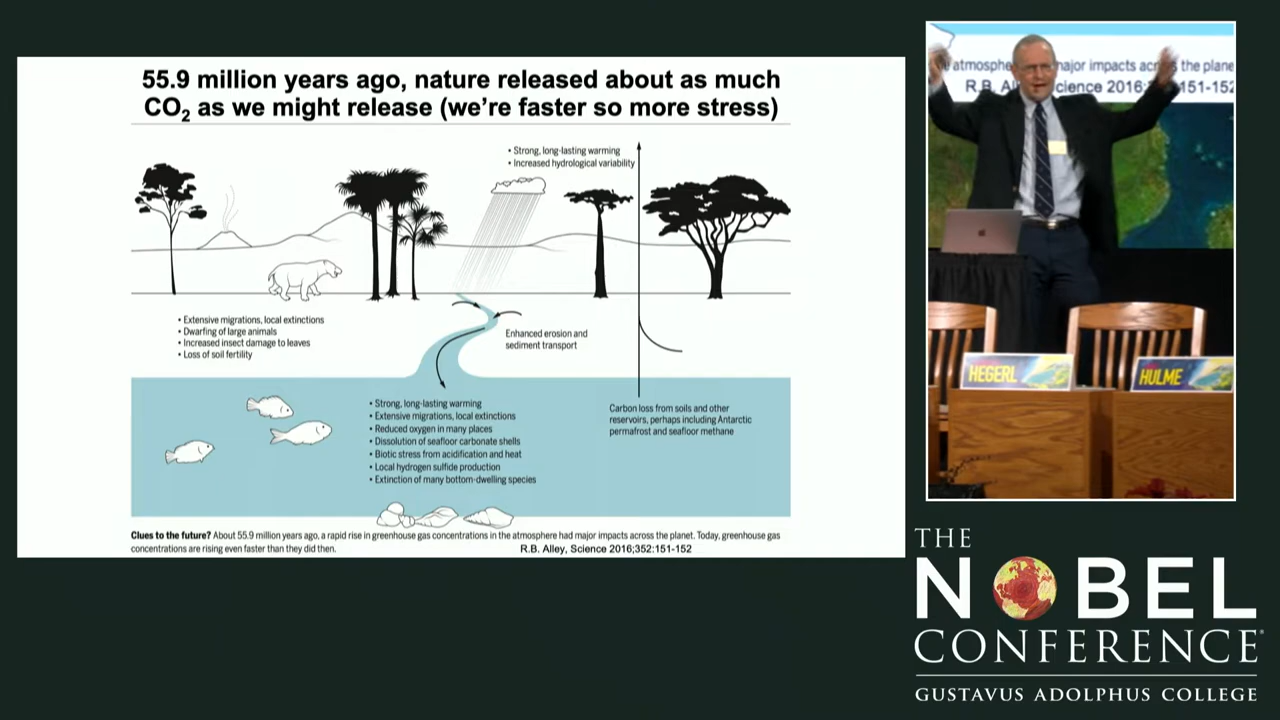 55.9 million years ago, nature released about as much
CO₂ as we might release (we're faster so more stress)
• Strong, long-lasting warming
• Increased hydrological variability
• Extensive migrations, local extinctions
• Dwarfing of large animals
• Increased insect damage to leaves
• Loss of soil fertility
Enhanced erosion and
sediment transport
• Strong, long-lasting warming
• Extensive migrations, local extinctions
• Reduced oxygen in many places
• Dissolution of seafloor carbonate shells
• Biotic stress from acidification and heat
• Local hydrogen sulfide production
• Extinction of many bottom-dwelling species
Carbon loss from soils and other
reservoirs, perhaps including Antarctic
permafrost and seafloor methane
Clues to the future? About 55.9 million years ago, a rapid rise in greenhouse gas concentrations in the atmosphere had major impacts across the planet. Today, greenhouse gas
concentrations are rising even faster than they did then.
R.B. Alley, Science 2016;352:151-152
atmosphe major impacts acr the plane
R.B. Al cience 2016: 151-152
HEGERL
HULME
THE
NOBEL
CONFERENCE
GUSTAVUS ADOLPHUS COLLEGE